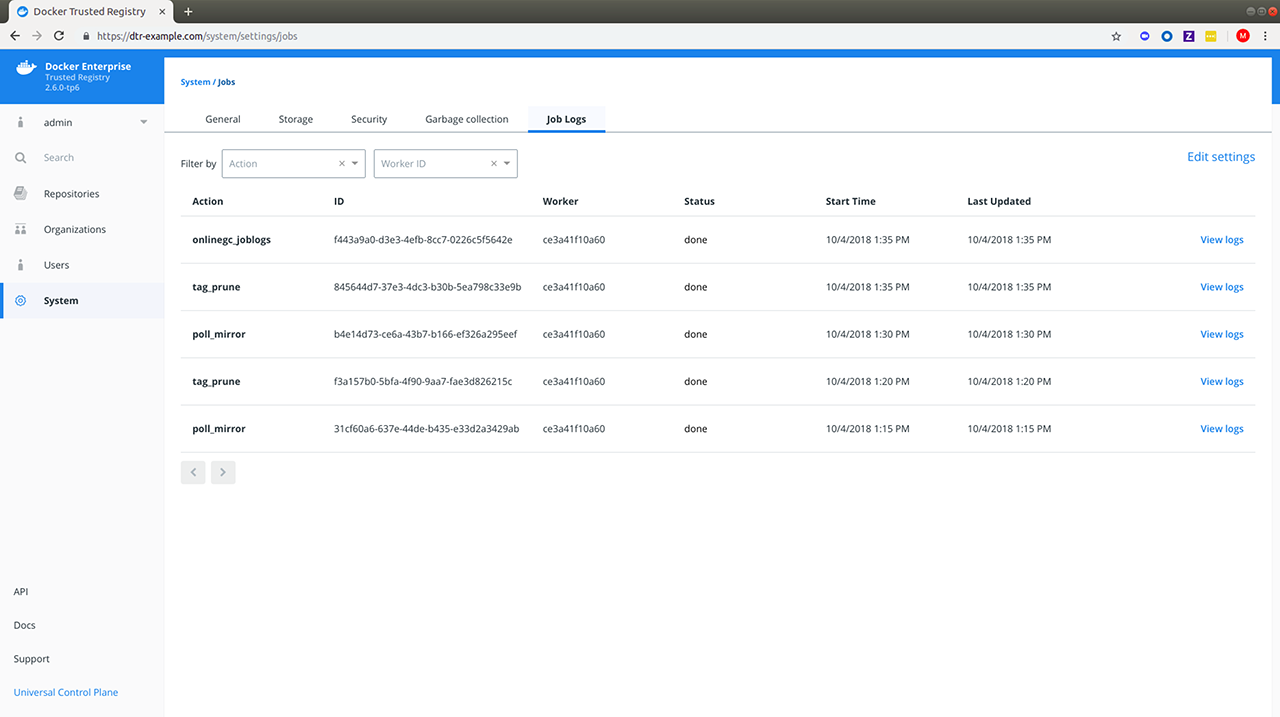 Docker Trusted Registry
https://dtr-example.com/system/settings/jobs
M
Docker Enterprise
Trusted Registry
2.6.0-tp6
admin
Search
Repositories
Organizations
Users
System
API
Docs
Support
Universal Control Plane
System / Jobs
General Storage Security Garbage collection Job Logs
Filter by Action Worker ID Edit settings
Action ID Worker Status Start Time Last Updated
onlinegc_joblogs f443a9a0-d3e3-4efb-8cc7-0226c5f5642e ce3a41f10a60 done 10/4/2018 1:35 PM 10/4/2018 1:35 PM View logs
tag_prune 845644d7-37e3-4dc3-b30b-5ea798c33e9b ce3a41f10a60 done 10/4/2018 1:35 PM 10/4/2018 1:35 PM View logs
poll_mirror b4e14d73-ce6a-43b7-b166-ef326a295eef ce3a41f10a60 done 10/4/2018 1:30 PM 10/4/2018 1:30 PM View logs
tag_prune f3a157b0-5bfa-4f90-9aa7-fae3d826215c ce3a41f10a60 done 10/4/2018 1:20 PM 10/4/2018 1:20 PM View logs
poll_mirror 31cf60a6-637e-44de-b435-e33d2a3429ab ce3a41f10a60 done 10/4/2018 1:15 PM 10/4/2018 1:15 PM View logs